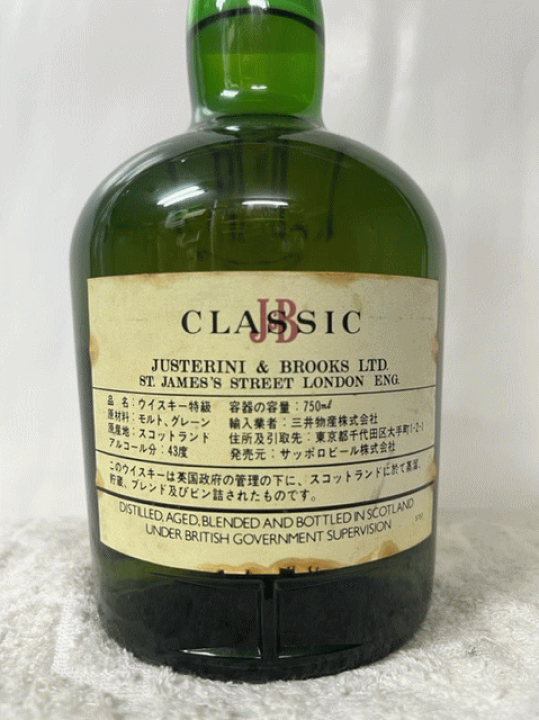 J&B
CLASSIC
JUSTERINI & BROOKS LTD.
ST. JAMES'S STREET LONDON ENG.
品名:ウイスキー特級 容器の容量:750ml
原材料:モルト、グレーン 輸入業者:三井物産株式会社
原産地:スコットランド 住所及引取先:東京都千代田区大手町1-2-1
アルコール分:43度 発売元:サッポロビール株式会社
このウイスキーは英国政府の管理の下に、スコットランドに於て蒸溜、
貯蔵、ブレンド及びビン詰されたものです。
DISTILLED, AGED, BLENDED AND BOTTLED IN SCOTLAND
UNDER BRITISH GOVERNMENT SUPERVISION